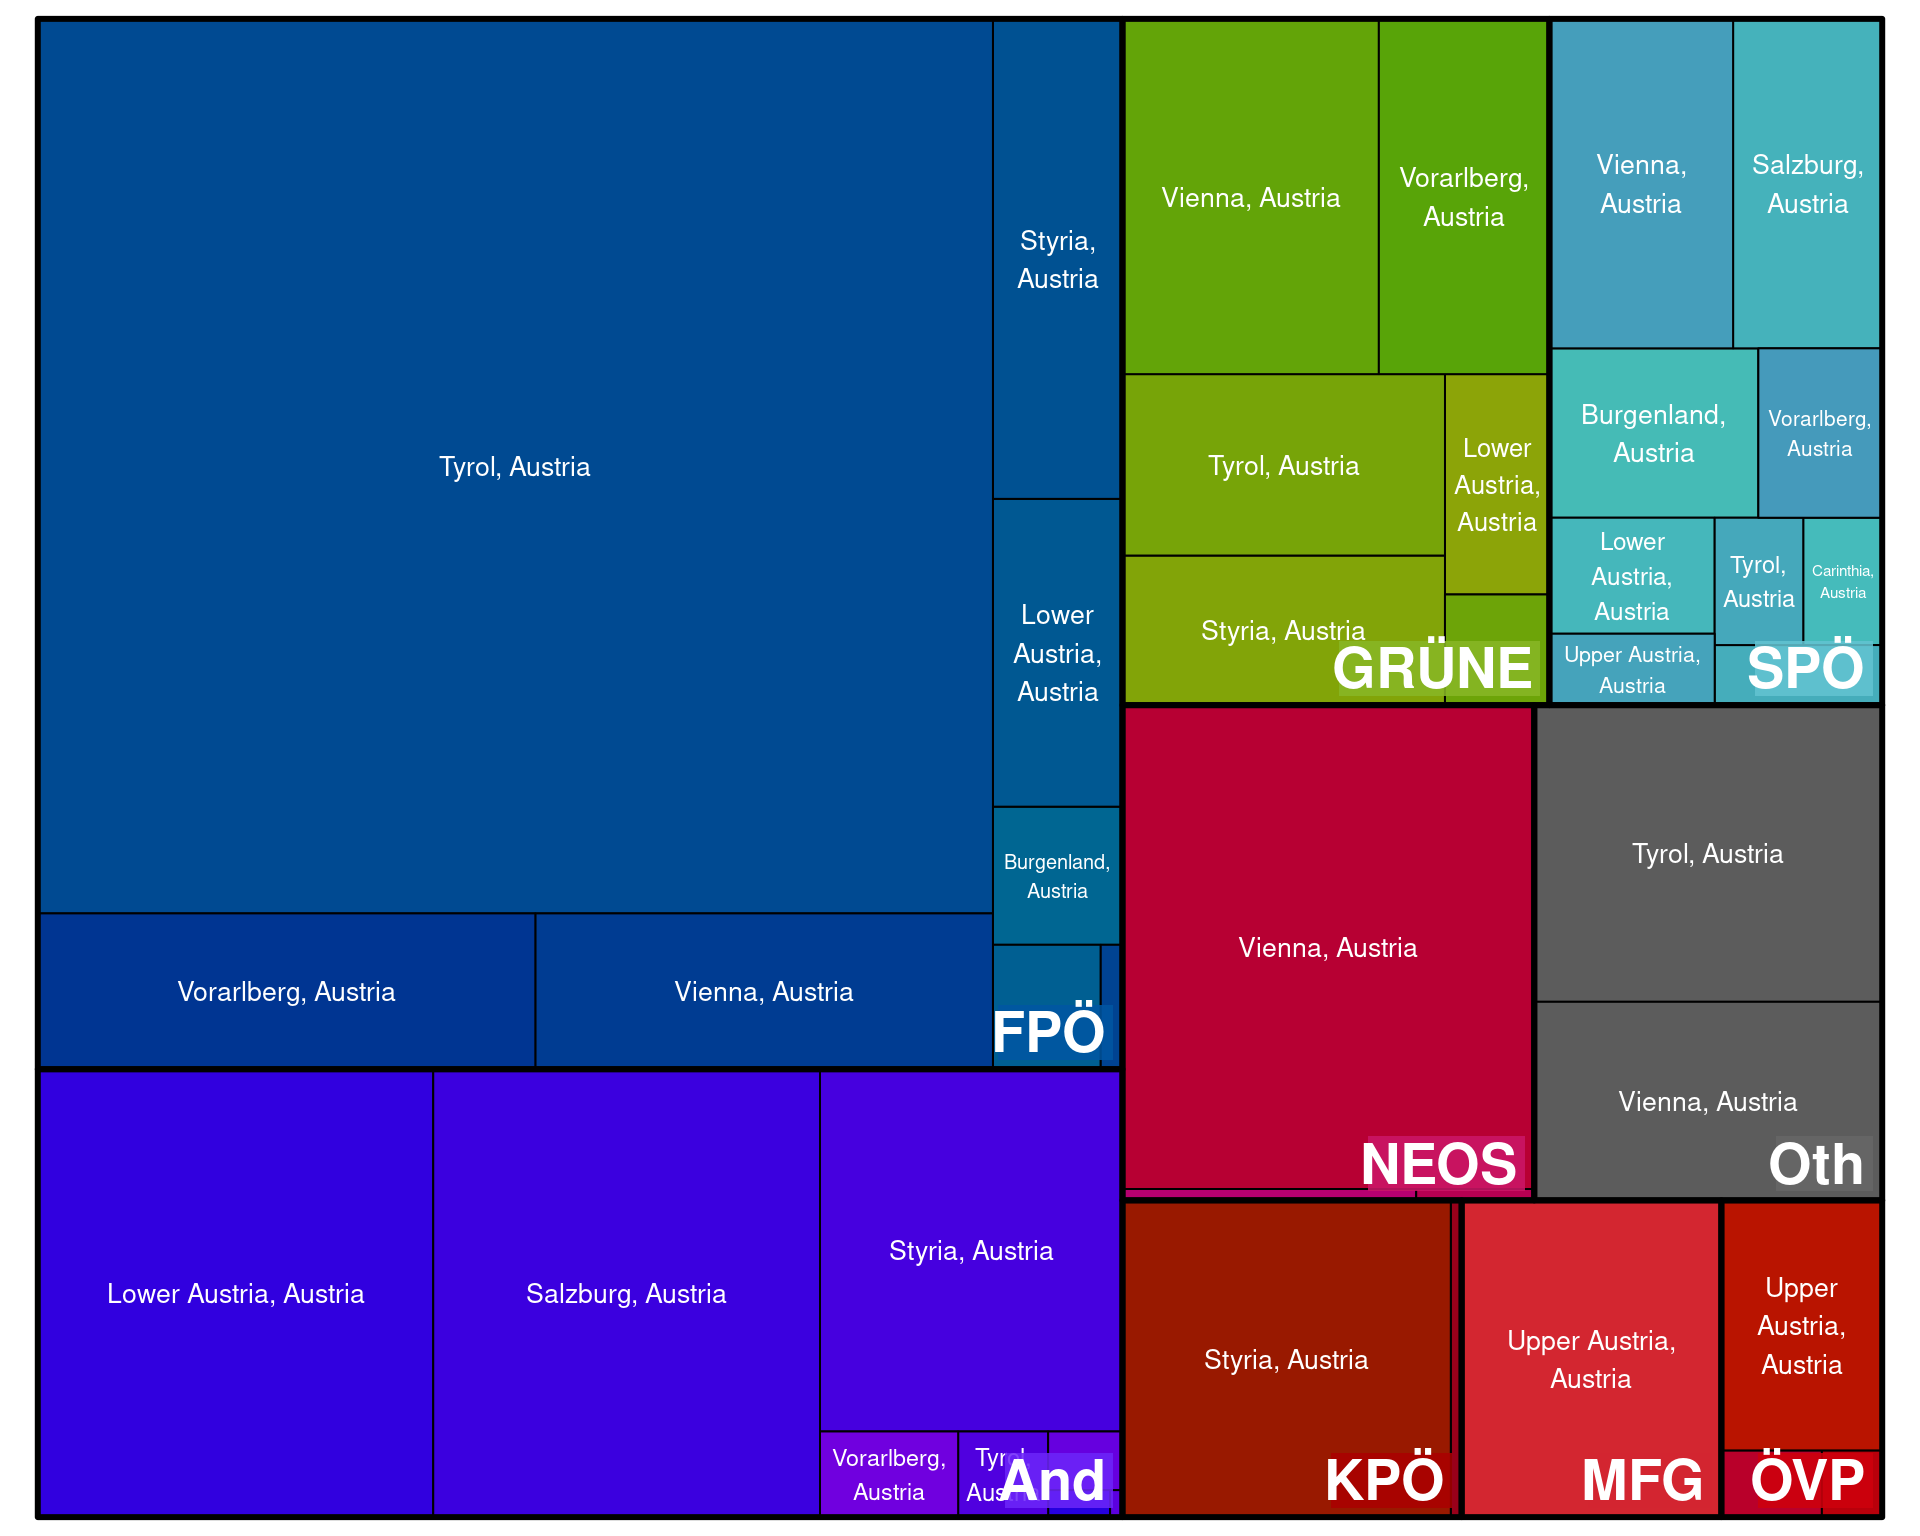 Tyrol, Austria
Styria,
Austria
Lower
Austria,
Austria
Burgenland,
Austria
Vorarlberg, Austria
Vienna, Austria
FPÖ
Lower Austria, Austria
Salzburg, Austria
Styria, Austria
Vorarlberg,
Austria
Tyrol,
Austria
And
Vienna, Austria
Vorarlberg,
Austria
Tyrol, Austria
Lower
Austria,
Austria
Styria, Austria
GRÜNE
Vienna,
Austria
Salzburg,
Austria
Burgenland,
Austria
Vorarlberg,
Austria
Lower
Austria,
Austria
Tyrol,
Austria
Carinthia,
Austria
Upper Austria,
Austria
SPÖ
Vienna, Austria
NEOS
Tyrol, Austria
Vienna, Austria
Oth
Styria, Austria
KPÖ
Upper Austria,
Austria
MFG
Upper
Austria,
Austria
ÖVP